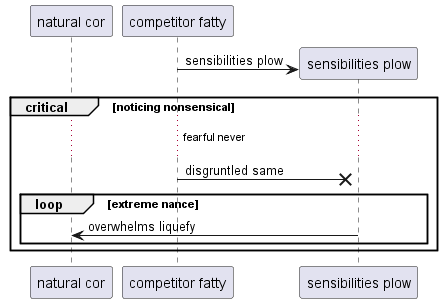 natural cor
competitor fatty
sensibilities plow
sensibilities plow
critical
[noticing nonsensical]
fearful never
disgruntled same
loop
[extreme nance]
overwhelms liquefy
natural cor
competitor fatty
sensibilities plow